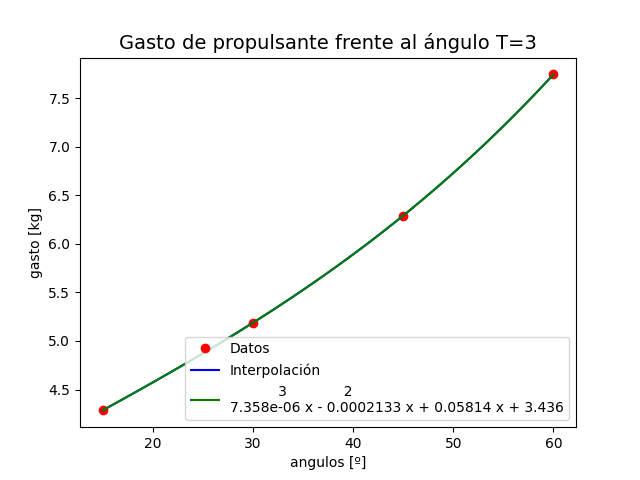 Gasto de propulsante frente al ángulo T=3
gasto [kg]
7.5
7.0
6.5
6.0
5.5
5.0
4.5
Datos
Interpolación
3 2
7.358e-06 x - 0.0002133 x + 0.05814 x + 3.436
20 30 40 50 60
angulos [º]